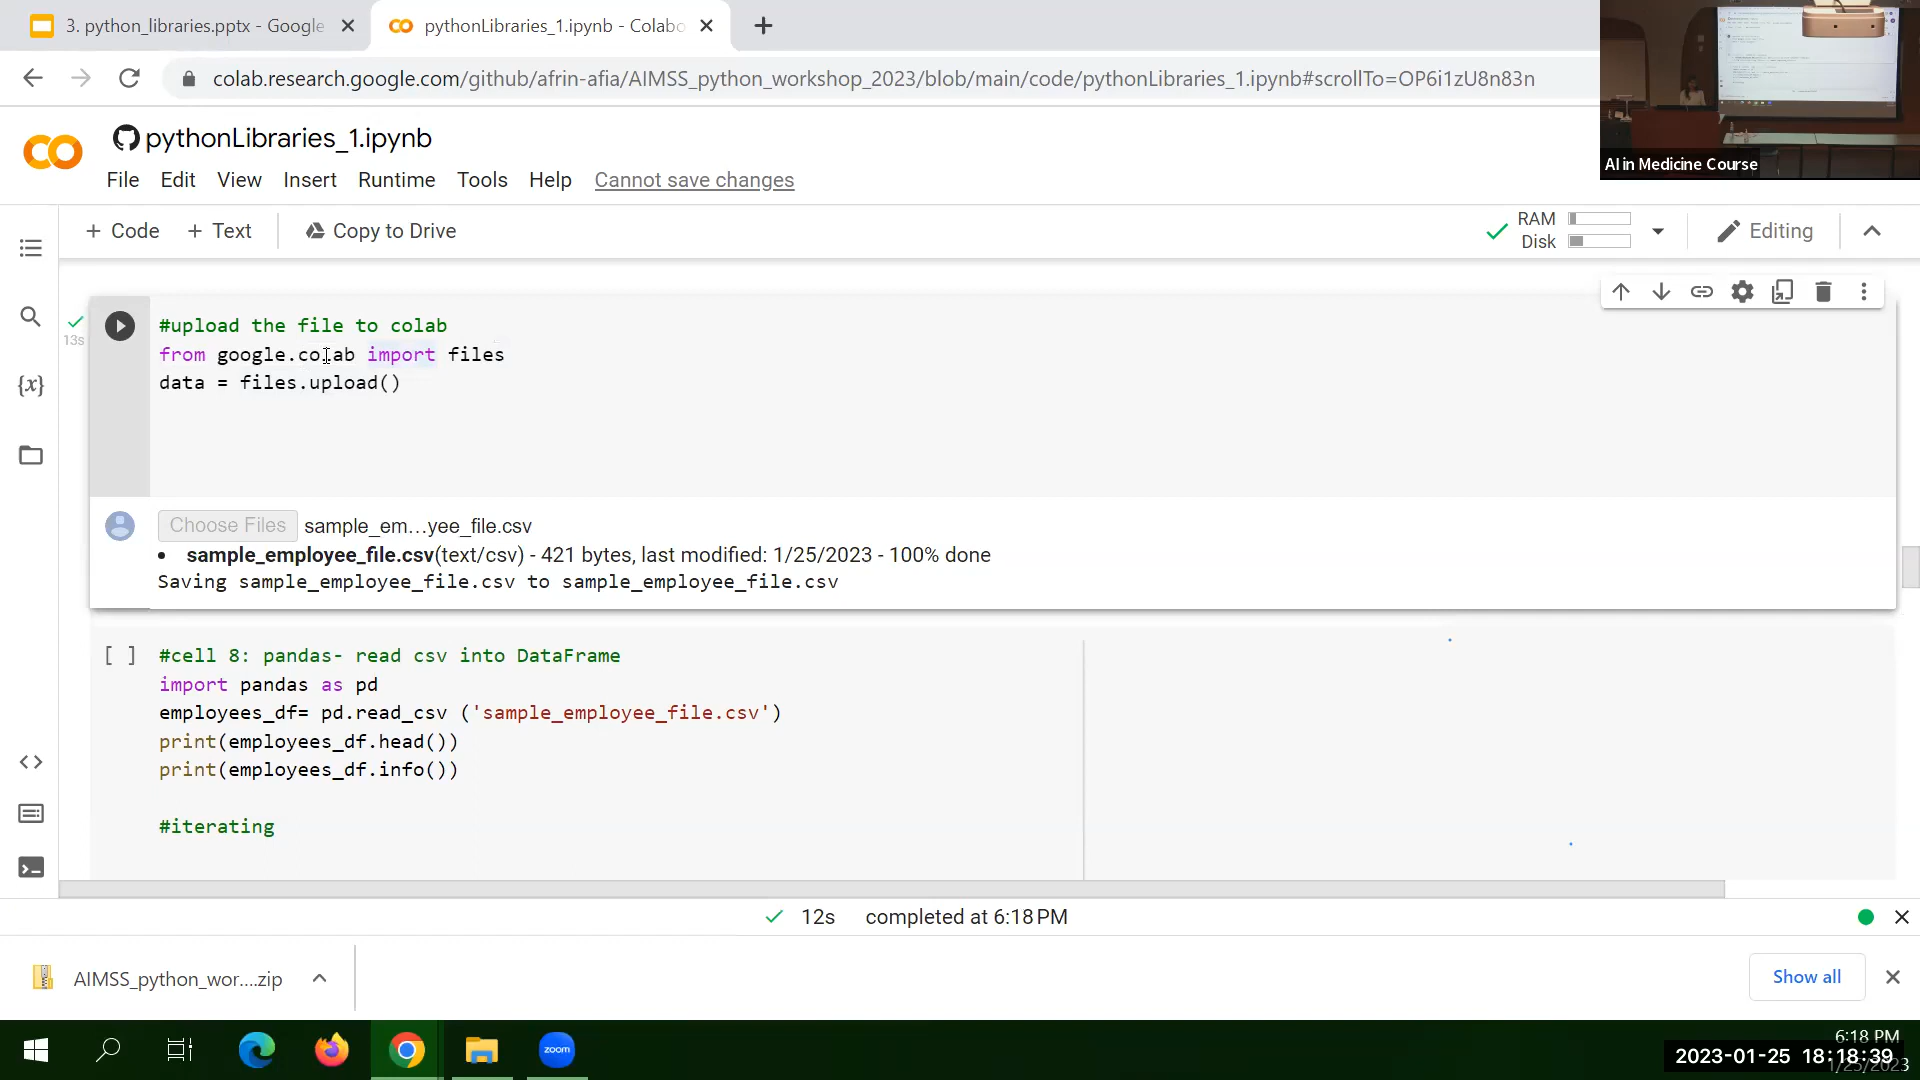 3. python_libraries.pptx - Google
pythonLibraries_1.ipynb - Colabo
colab.research.google.com/github/afrin-afia/AIMSS_python_workshop_2023/blob/main/code/pythonLibraries_1.ipynb#scrollTo=OP6i1zU8n83n
AI in Medicine Course
pythonLibraries_1.ipynb
File Edit View Insert Runtime Tools Help Cannot save changes
+ Code + Text Copy to Drive
RAM
Disk
Editing
13s
#upload the file to colab
from google.colab import files
data = files.upload()
Choose Files sample_em...yee_file.csv
• sample_employee_file.csv(text/csv) - 421 bytes, last modified: 1/25/2023 - 100% done
Saving sample_employee_file.csv to sample_employee_file.csv
[ ] #cell 8: pandas- read csv into DataFrame
import pandas as pd
employees_df= pd.read_csv ('sample_employee_file.csv')
print(employees_df.head())
print(employees_df.info())
#iterating
12s completed at 6:18 PM
AIMSS_python_wor....zip
Show all
zoom
6:18 PM
2023-01-25 18:18:39
1/25/2023